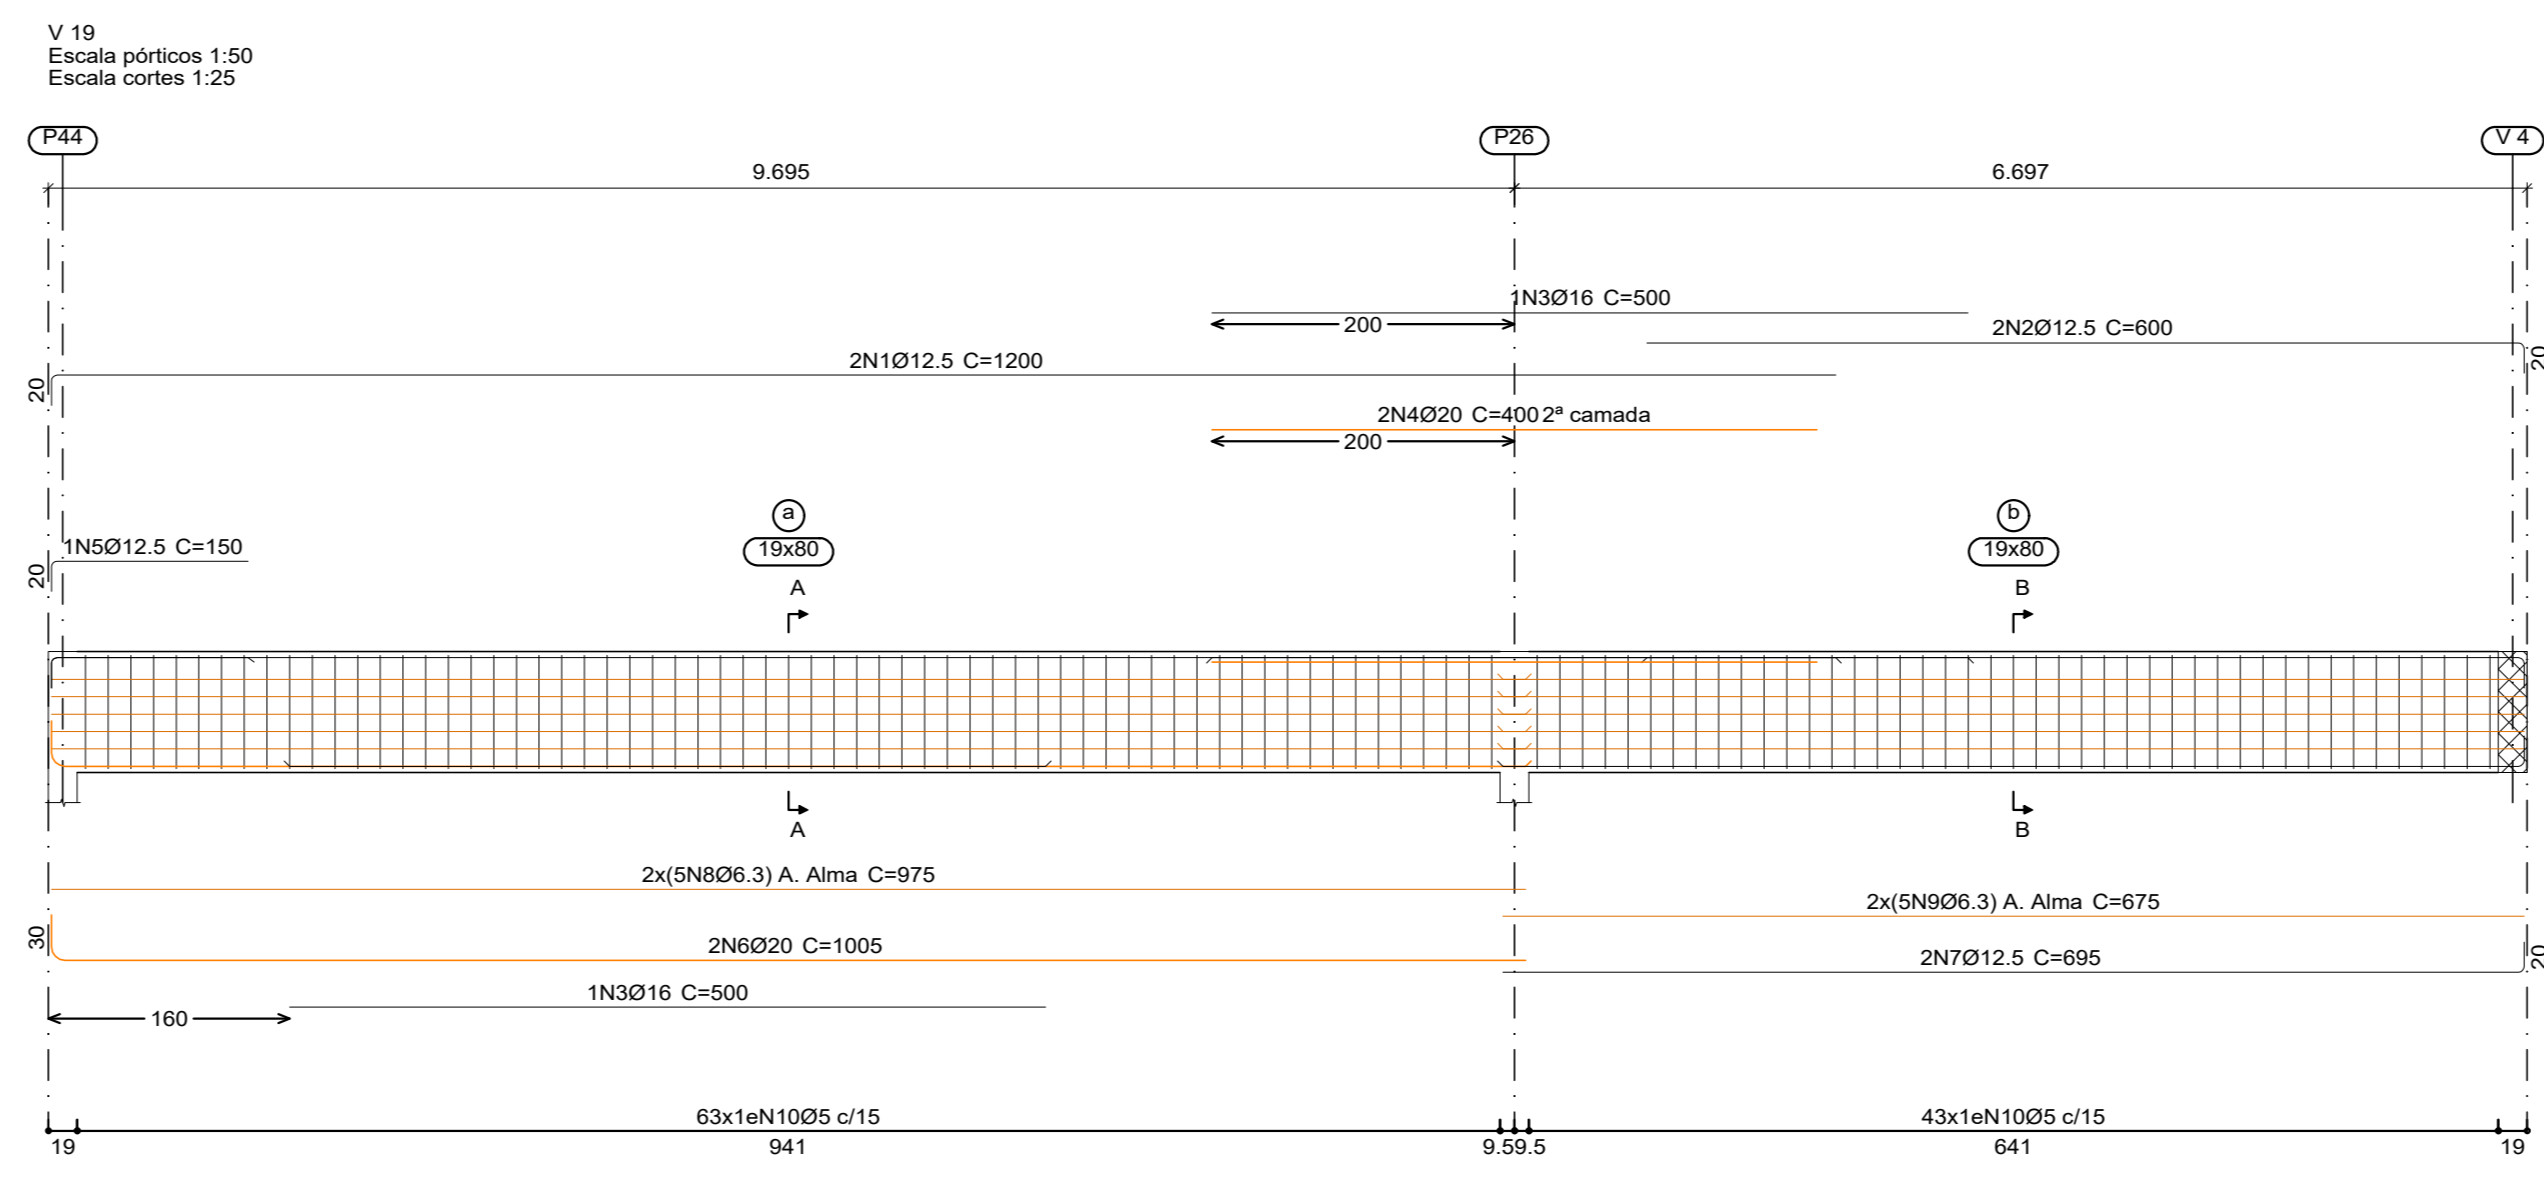 V 19
Escala pórticos 1:50
Escala cortes 1:25
P44
P26
V 4
9.695
6.697
1N3Ø16 C=500
200
2N2Ø12.5 C=600
20
2N1Ø12.5 C=1200
20
2N4Ø20 C=400 2ª camada
200
a
b
1N5Ø12.5 C=150
19x80
19x80
20
A
B
A
B
2x(5N8Ø6.3) A. Alma C=975
2x(5N9Ø6.3) A. Alma C=675
30
2N6Ø20 C=1005
2N7Ø12.5 C=695
20
1N3Ø16 C=500
160
63x1eN10Ø5 c/15
43x1eN10Ø5 c/15
19
941
9.5 9.5
641
19